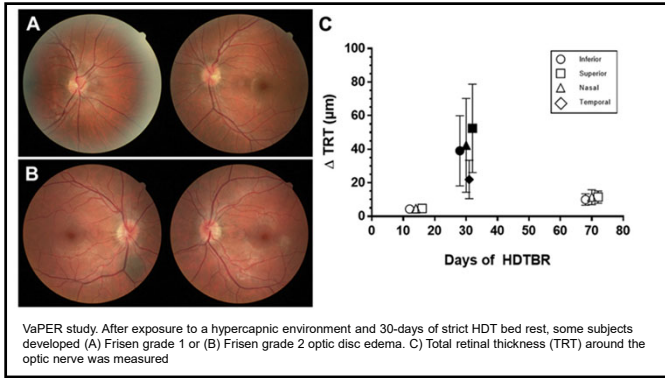 A
B
C
100
80
60
40
20
0
Δ TRT (µm)
0 10 20 30 40 50 60 70 80
Days of HDTBR
Inferior
Superior
Nasal
Temporal
VaPER study. After exposure to a hypercapnic environment and 30-days of strict HDT bed rest, some subjects
developed (A) Frisen grade 1 or (B) Frisen grade 2 optic disc edema. C) Total retinal thickness (TRT) around the
optic nerve was measured